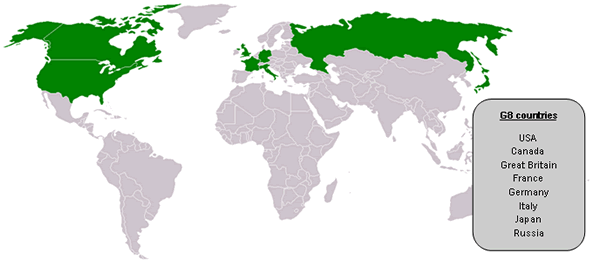 G8 countries
USA
Canada
Great Britain
France
Germany
Italy
Japan
Russia